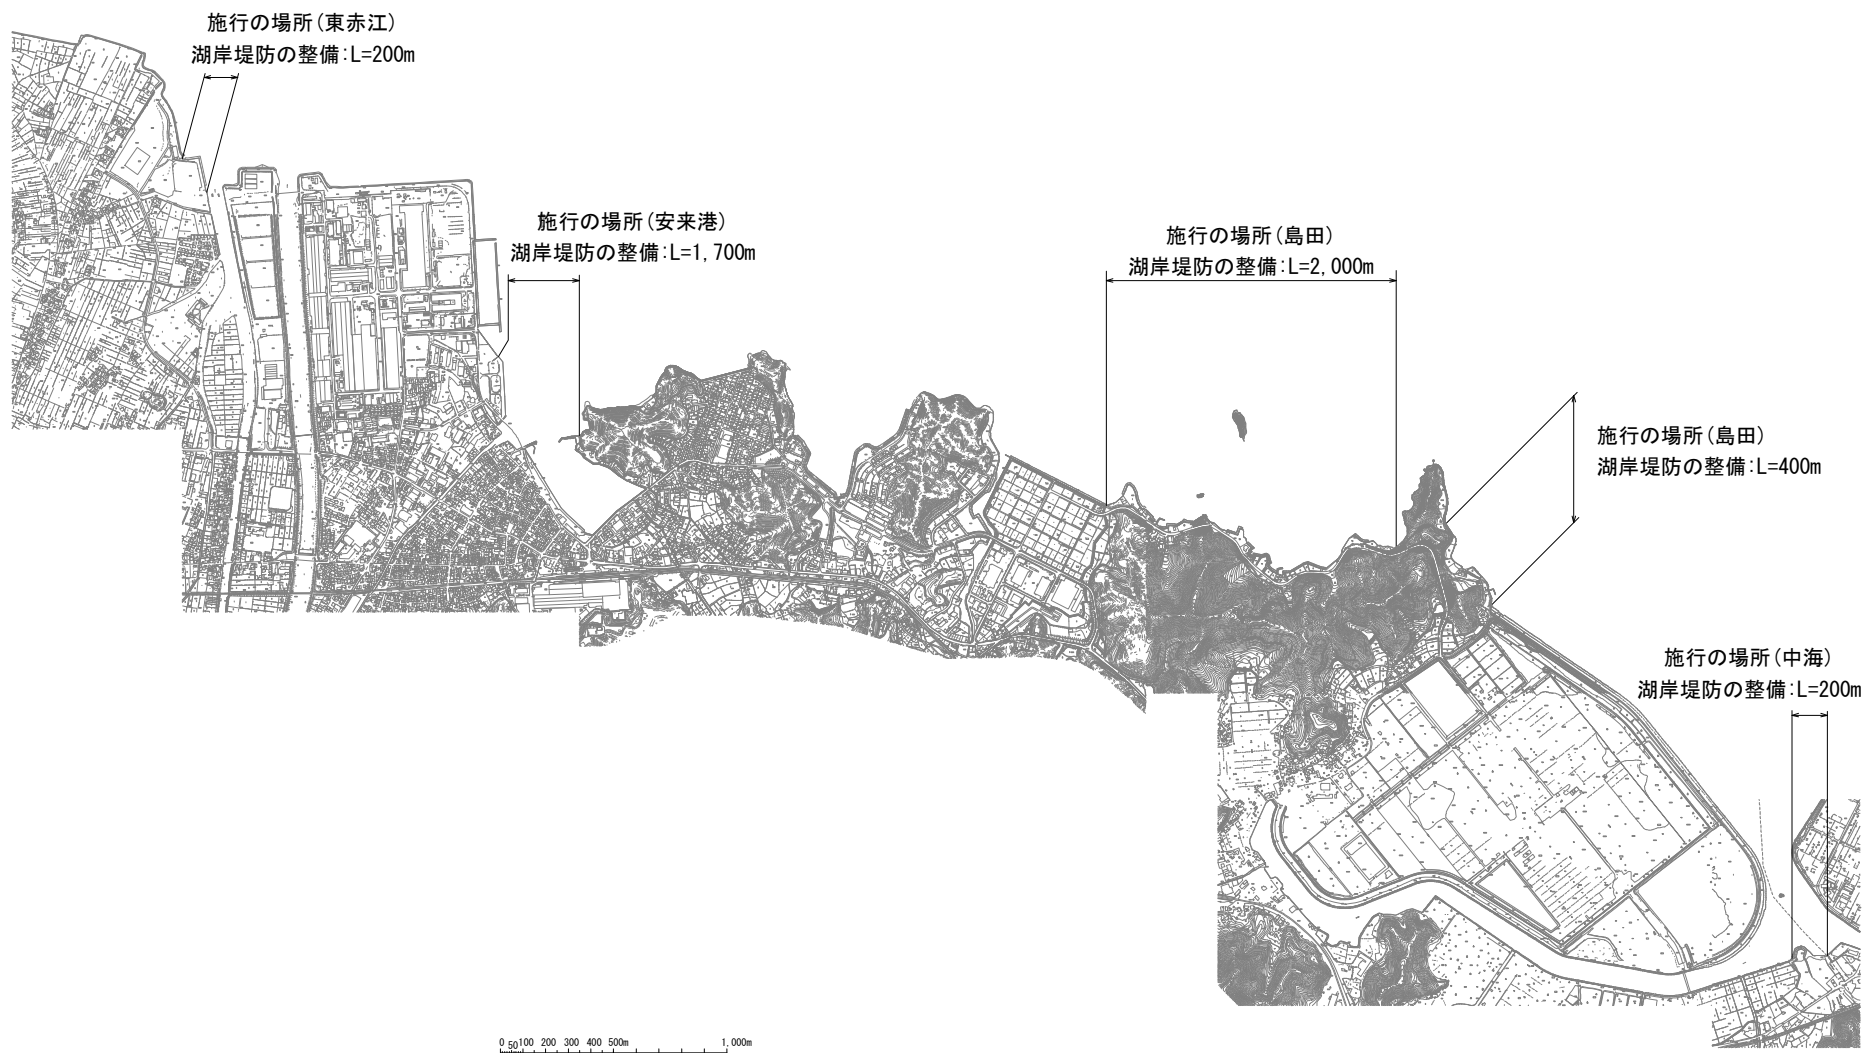 施行の場所(東赤江)
湖岸堤防の整備:L=200m
施行の場所(安来港)
湖岸堤防の整備:L=1,700m
施行の場所(島田)
湖岸堤防の整備:L=2,000m
施行の場所(島田)
湖岸堤防の整備:L=400m
施行の場所(中海)
湖岸堤防の整備:L=200m
0 50 100 200 300 400 500m 1,000m